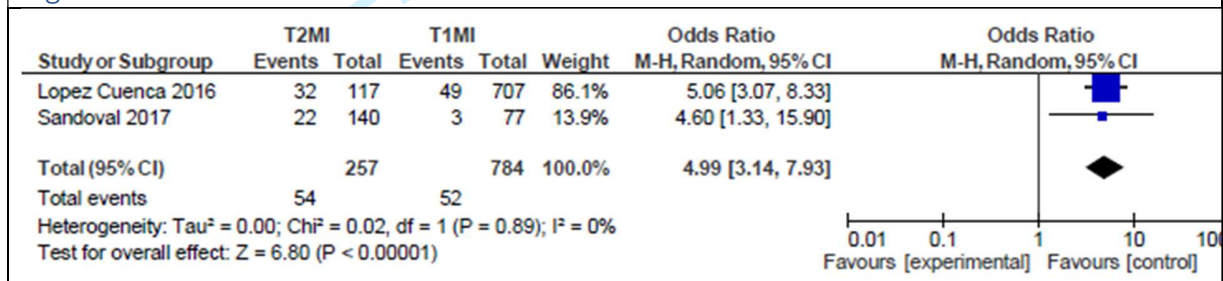 T2MI T1MI Odds Ratio Odds Ratio
Study or Subgroup Events Total Events Total Weight M-H, Random, 95% CI M-H, Random, 95% CI
Lopez Cuenca 2016 32 117 49 707 86.1% 5.06 [3.07, 8.33]
Sandoval 2017 22 140 3 77 13.9% 4.60 [1.33, 15.90]
Total (95% CI) 257 784 100.0% 4.99 [3.14, 7.93]
Total events 54 52
Heterogeneity: Tau² = 0.00; Chi² = 0.02, df = 1 (P = 0.89); I² = 0%
Test for overall effect: Z = 6.80 (P < 0.00001)
0.01 0.1 1 10
Favours [experimental] Favours [control]